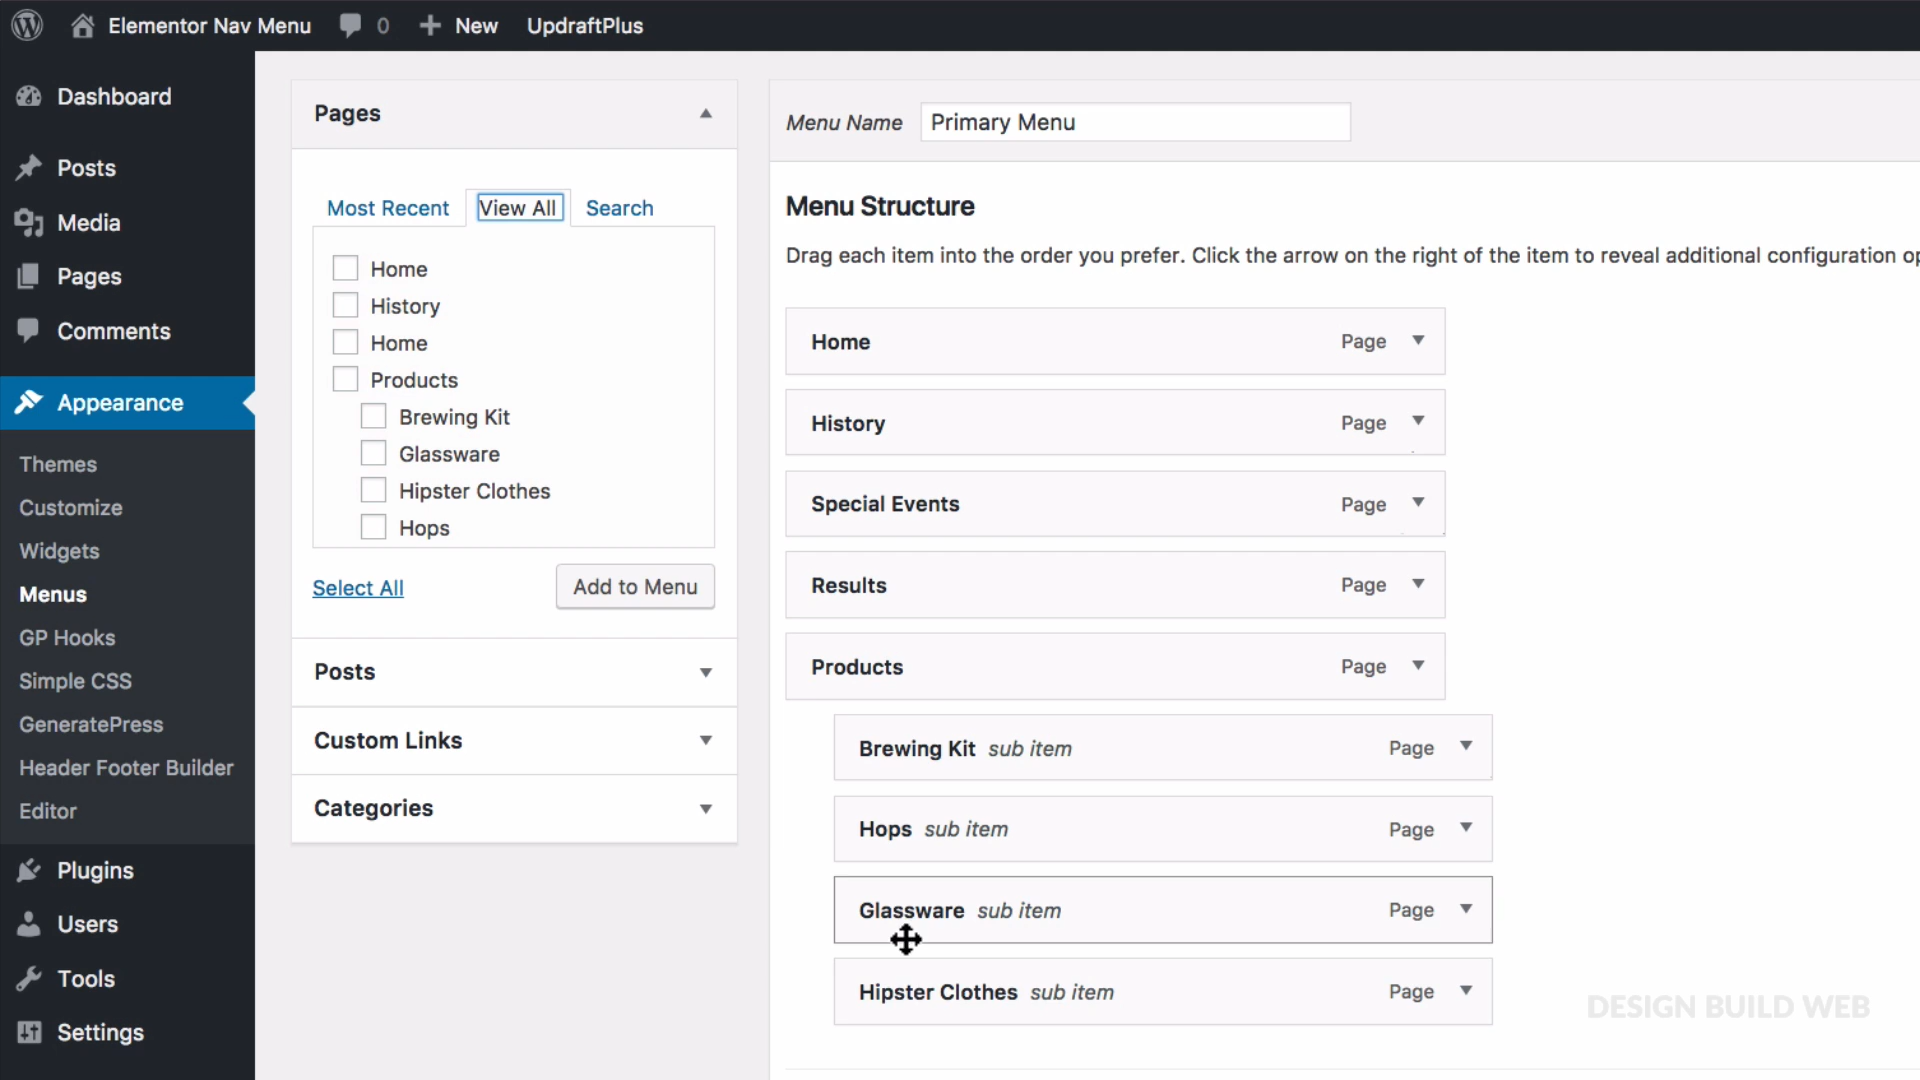 Elementor Nav Menu 0 New UpdraftPlus
Dashboard
Posts
Media
Pages
Comments
Appearance
Themes
Customize
Widgets
Menus
GP Hooks
Simple CSS
GeneratePress
Header Footer Builder
Editor
Plugins
Users
Tools
Settings
Pages
Most Recent View All Search
Home
History
Home
Products
Brewing Kit
Glassware
Hipster Clothes
Hops
Select All Add to Menu
Posts
Custom Links
Categories
Menu Name Primary Menu
Menu Structure
Drag each item into the order you prefer. Click the arrow on the right of the item to reveal additional configuration
Home Page
History Page
Special Events Page
Results Page
Products Page
Brewing Kit sub item Page
Hops sub item Page
Glassware sub item Page
Hipster Clothes sub item Page
DESIGN BUILD WEB